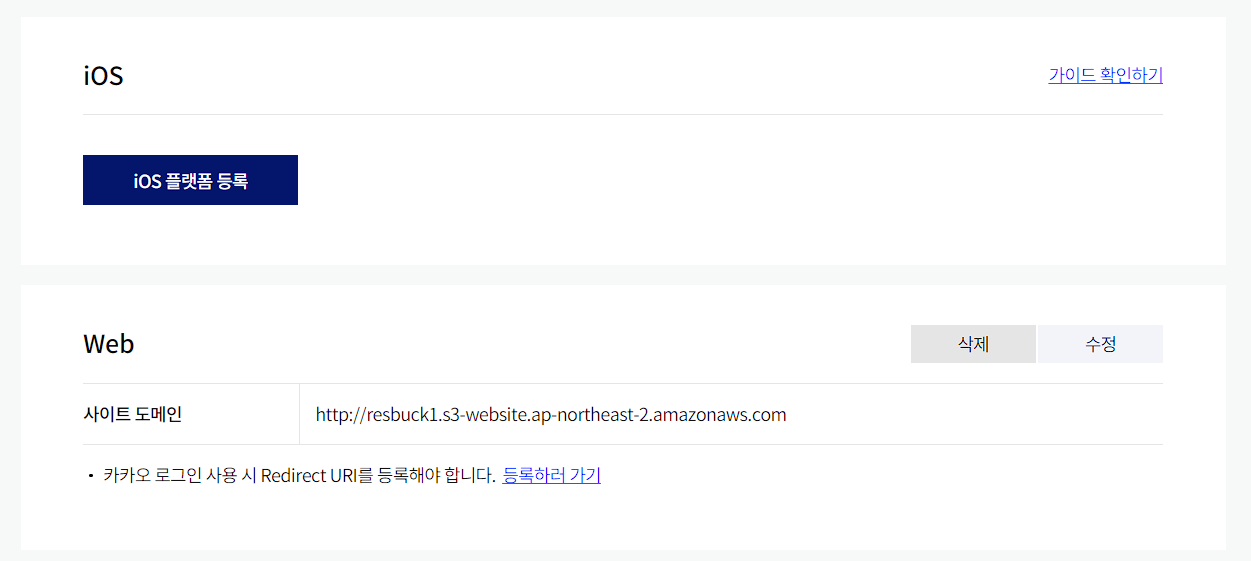 iOS
가이드 확인하기
iOS 플랫폼 등록
Web
삭제 수정
사이트 도메인 http://resbuck1.s3-website.ap-northeast-2.amazonaws.com
• 카카오 로그인 사용 시 Redirect URI를 등록해야 합니다. 등록하러 가기